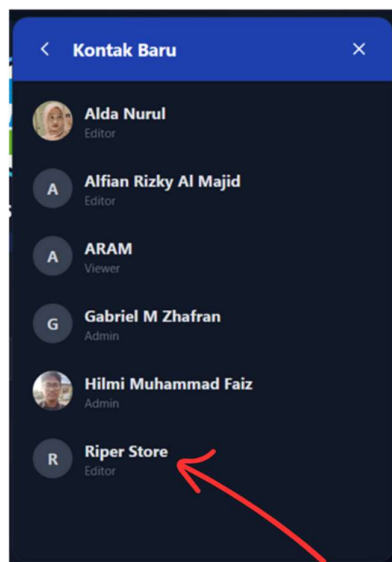 Kontak Baru
Alda Nurul
Editor
A
Alfian Rizky Al Majid
Editor
A
ARAM
Viewer
G
Gabriel M Zhafran
Admin
Hilmi Muhammad Faiz
Admin
R
Riper Store
Editor